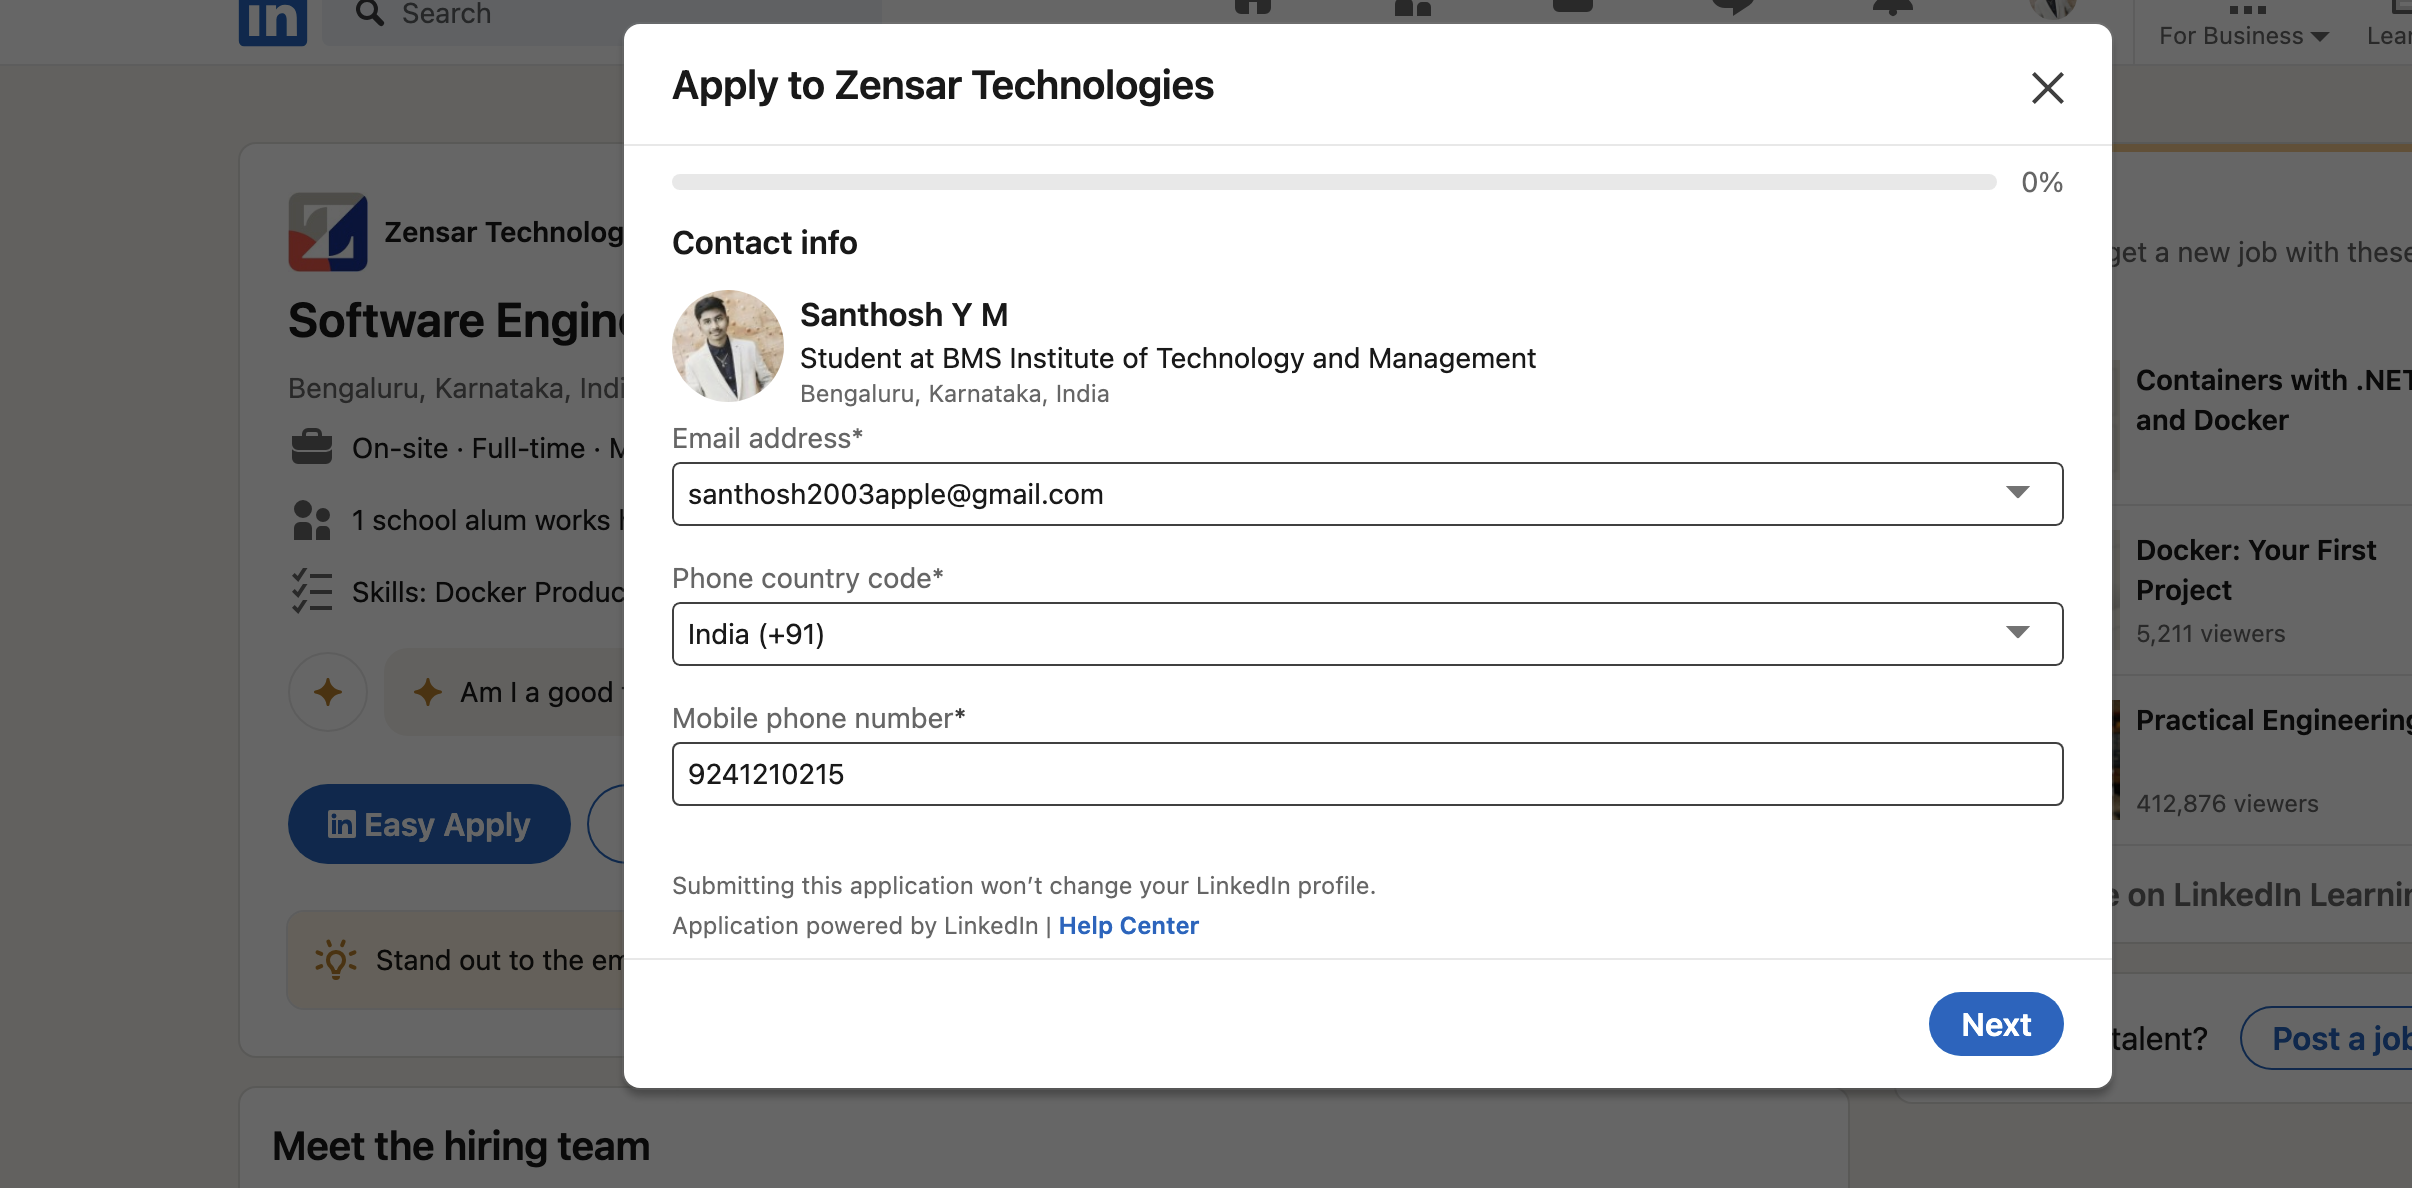 in
Search
For Business
Apply to Zensar Technologies
0%
Contact info
Santhosh Y M
Student at BMS Institute of Technology and Management
Bengaluru, Karnataka, India
Email address*
santhosh2003apple@gmail.com
Phone country code*
India (+91)
Mobile phone number*
9241210215
Submitting this application won’t change your LinkedIn profile.
Application powered by LinkedIn | Help Center
Next
Zensar Technolog
Software Engin
Bengaluru, Karnataka, Indi
On-site · Full-time · M
1 school alum works
Skills: Docker Produc
Am I a good
in Easy Apply
Stand out to the em
Meet the hiring team
get a new job with these
Containers with .NET
and Docker
Docker: Your First
Project
5,211 viewers
Practical Engineering
412,876 viewers
on LinkedIn Learnin
talent?
Post a job